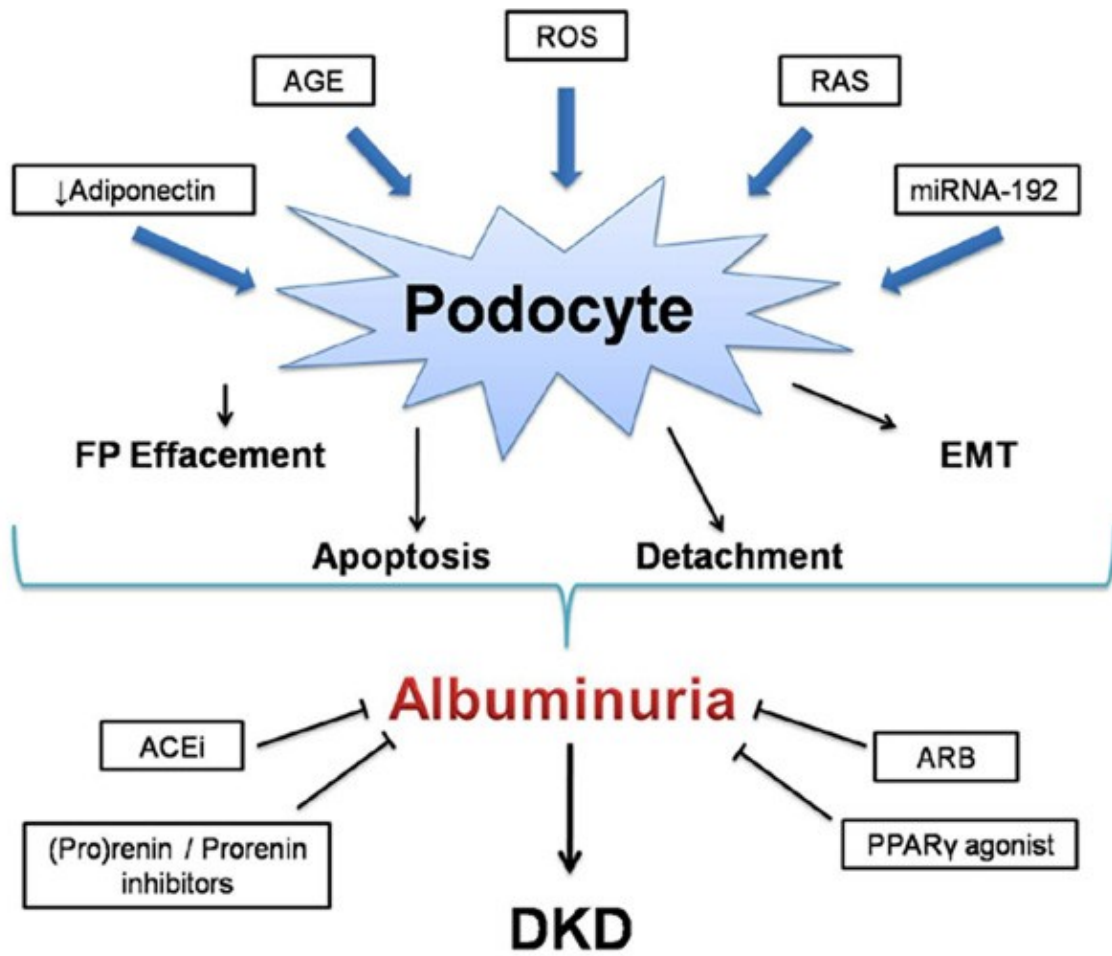 ROS
AGE
RAS
↓Adiponectin
miRNA-192
Podocyte
FP Effacement
EMT
Apoptosis
Detachment
Albuminuria
ACEi
ARB
(Pro)renin / Prorenin
inhibitors
PPARγ agonist
DKD